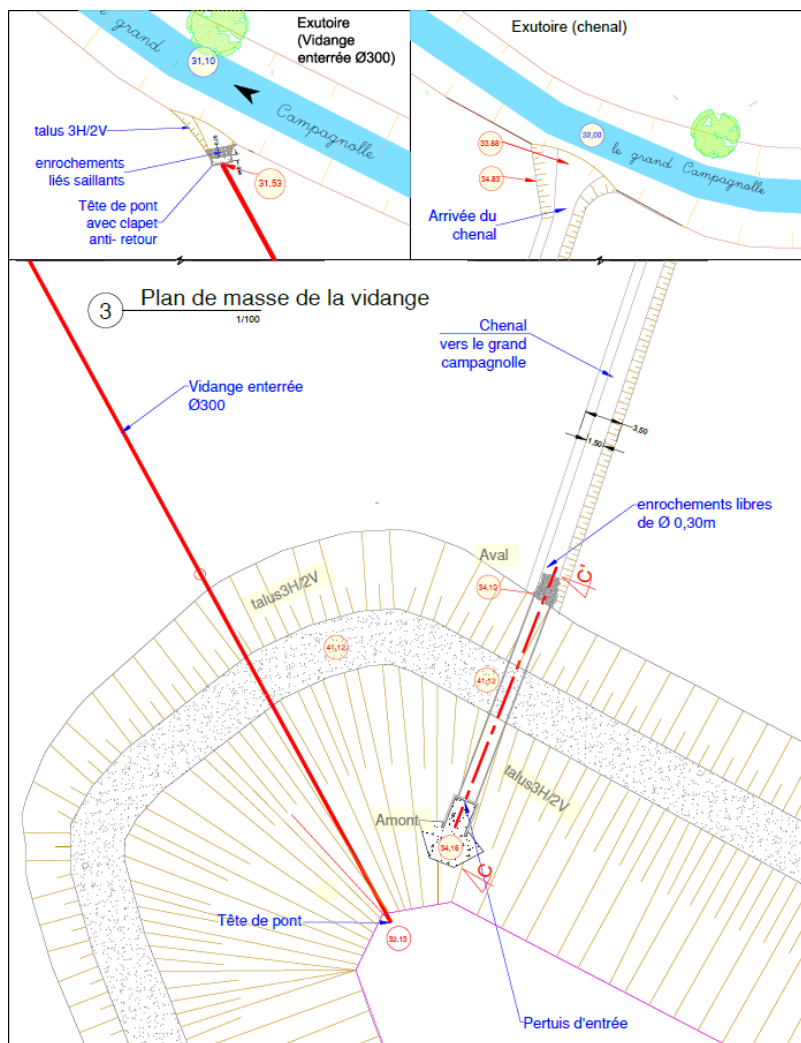 le grand
Campagnolle
31,10
Exutoire
(Vidange
enterrée Ø300)
talus 3H/2V
enrochements
liés saillants
Tête de pont
avec clapet
anti- retour
31,53
Exutoire (chenal)
32,00
le grand Campagnolle
33.88
34.83
Arrivée du
chenal
3
Plan de masse de la vidange
1/100
Chenal
vers le grand
campagnolle
Vidange enterrée
Ø300
3,50
1,50
enrochements libres
de Ø 0,30m
Aval
C'
34,10
talus3H/2V
41,12
41,12
talus3H/2V
Amont
34,16
C
Tête de pont
32.13
Pertuis d'entrée